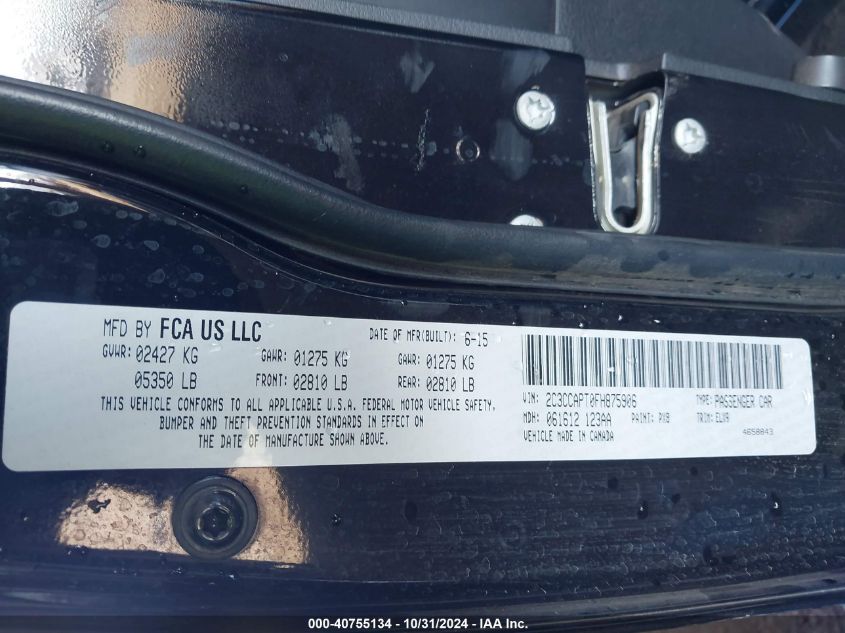 MFD BY FCA US LLC DATE OF MFR(BUILT): 6-15
GVWR: 02427 KG GAWR: 01275 KG GAWR: 01275 KG
05350 LB FRONT: 02810 LB REAR: 02810 LB
THIS VEHICLE CONFORMS TO ALL APPLICABLE U.S.A. FEDERAL MOTOR VEHICLE SAFETY,
BUMPER AND THEFT PREVENTION STANDARDS IN EFFECT ON
THE DATE OF MANUFACTURE SHOWN ABOVE.
VIN: 2C3CCAPT0FH875906 TYPE: PASSENGER CAR
MDH: 061612 123AA PAINT: PX8 TRIM: ELX9
VEHICLE MADE IN CANADA 4658843
000-40755134 - 10/31/2024 - IAA Inc.